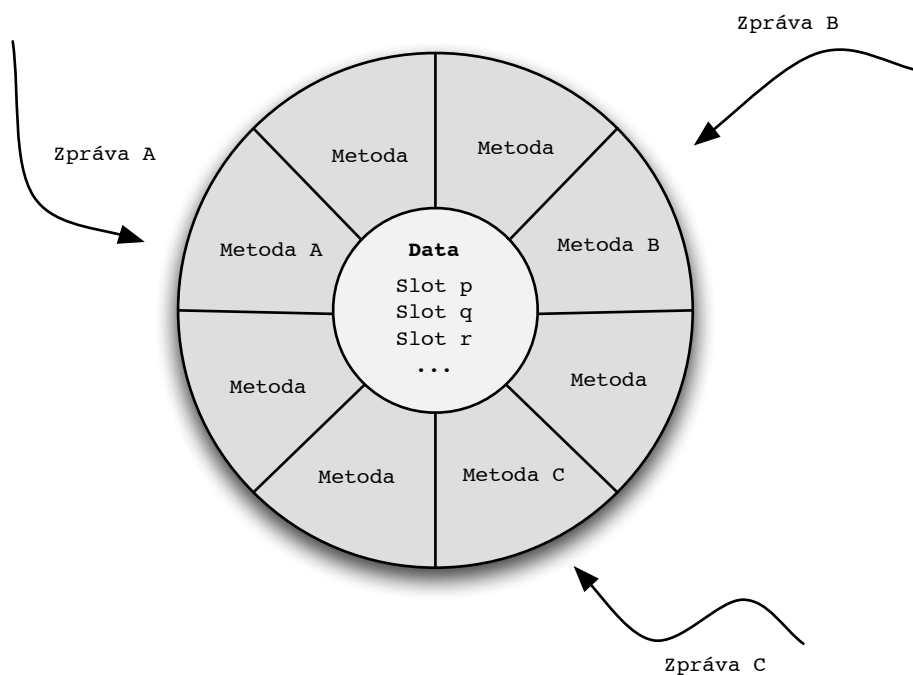 Zpráva B
Zpráva A
Metoda
Metoda
Metoda A
Metoda B
Data
Slot p
Slot q
Slot r
...
Metoda
Metoda
Metoda
Metoda C
Zpráva C